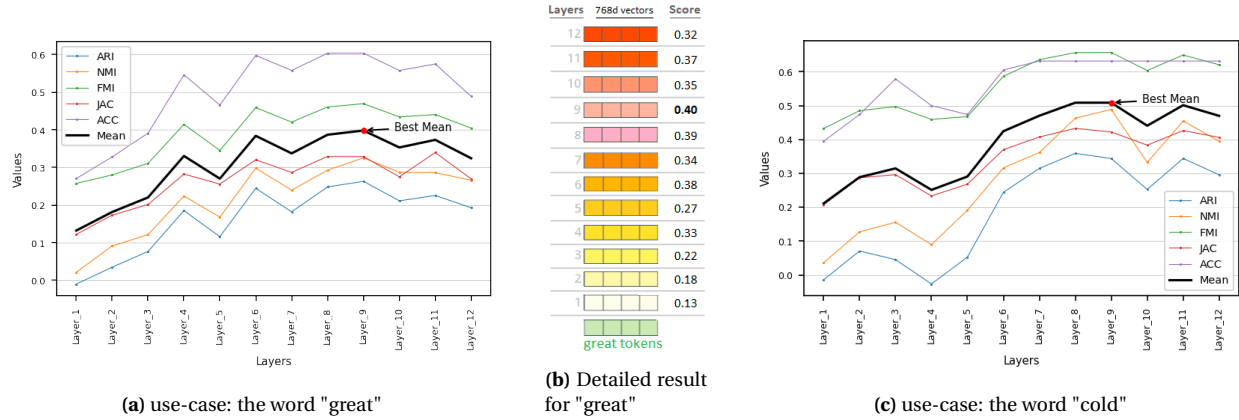 0.6
0.5
0.4
0.3
0.2
0.1
0.0
Values
ARI
NMI
FMI
JAC
ACC
Mean
Best Mean
Layer_1
Layer_2
Layer_3
Layer_4
Layer_5
Layer_6
Layer_7
Layer_8
Layer_9
Layer_10
Layer_11
Layer_12
Layers
(a) use-case: the word "great"
Layers 768d vectors Score
12 0.32
11 0.37
10 0.35
9 0.40
8 0.39
7 0.34
6 0.38
5 0.27
4 0.33
3 0.22
2 0.18
1 0.13
great tokens
(b) Detailed result
for "great"
0.6
0.5
0.4
0.3
0.2
0.1
0.0
Values
Best Mean
ARI
NMI
FMI
JAC
ACC
Mean
Layer_1
Layer_2
Layer_3
Layer_4
Layer_5
Layer_6
Layer_7
Layer_8
Layer_9
Layer_10
Layer_11
Layer_12
Layers
(c) use-case: the word "cold"